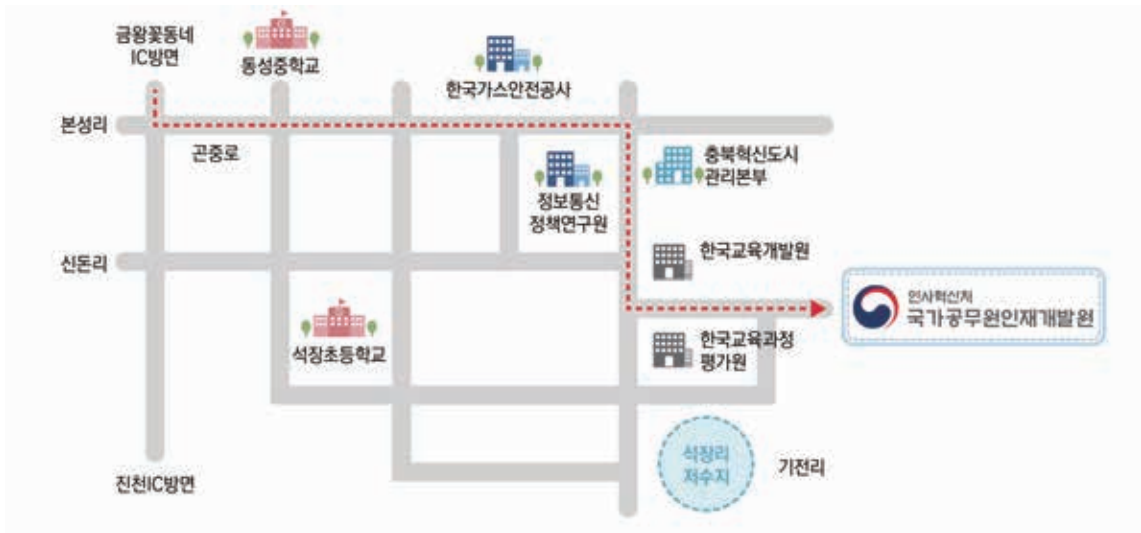 금왕꽃동네
IC방면
동성중학교
한국가스안전공사
본성리
곤중로
충북혁신도시
관리본부
정보통신
정책연구원
신돈리
한국교육개발원
인사혁신처
국가공무원인재개발원
석장초등학교
한국교육과정
평가원
석장리
저수지
기전리
진천IC방면